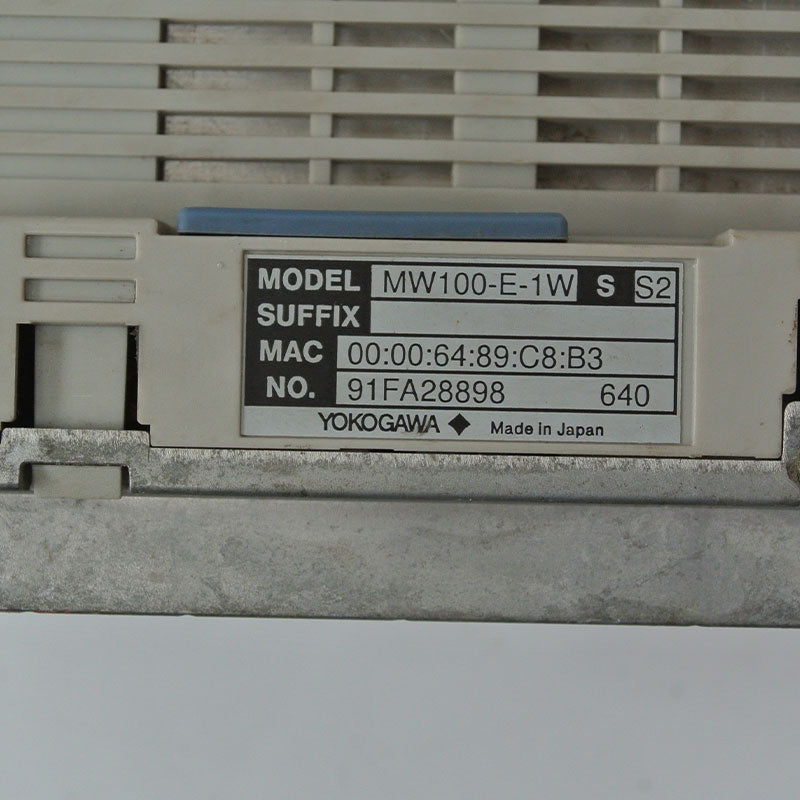 MODEL MW100-E-1W S S2
SUFFIX
MAC 00:00:64:89:C8:B3
NO. 91FA28898 640
YOKOGAWA ◆ Made in Japan